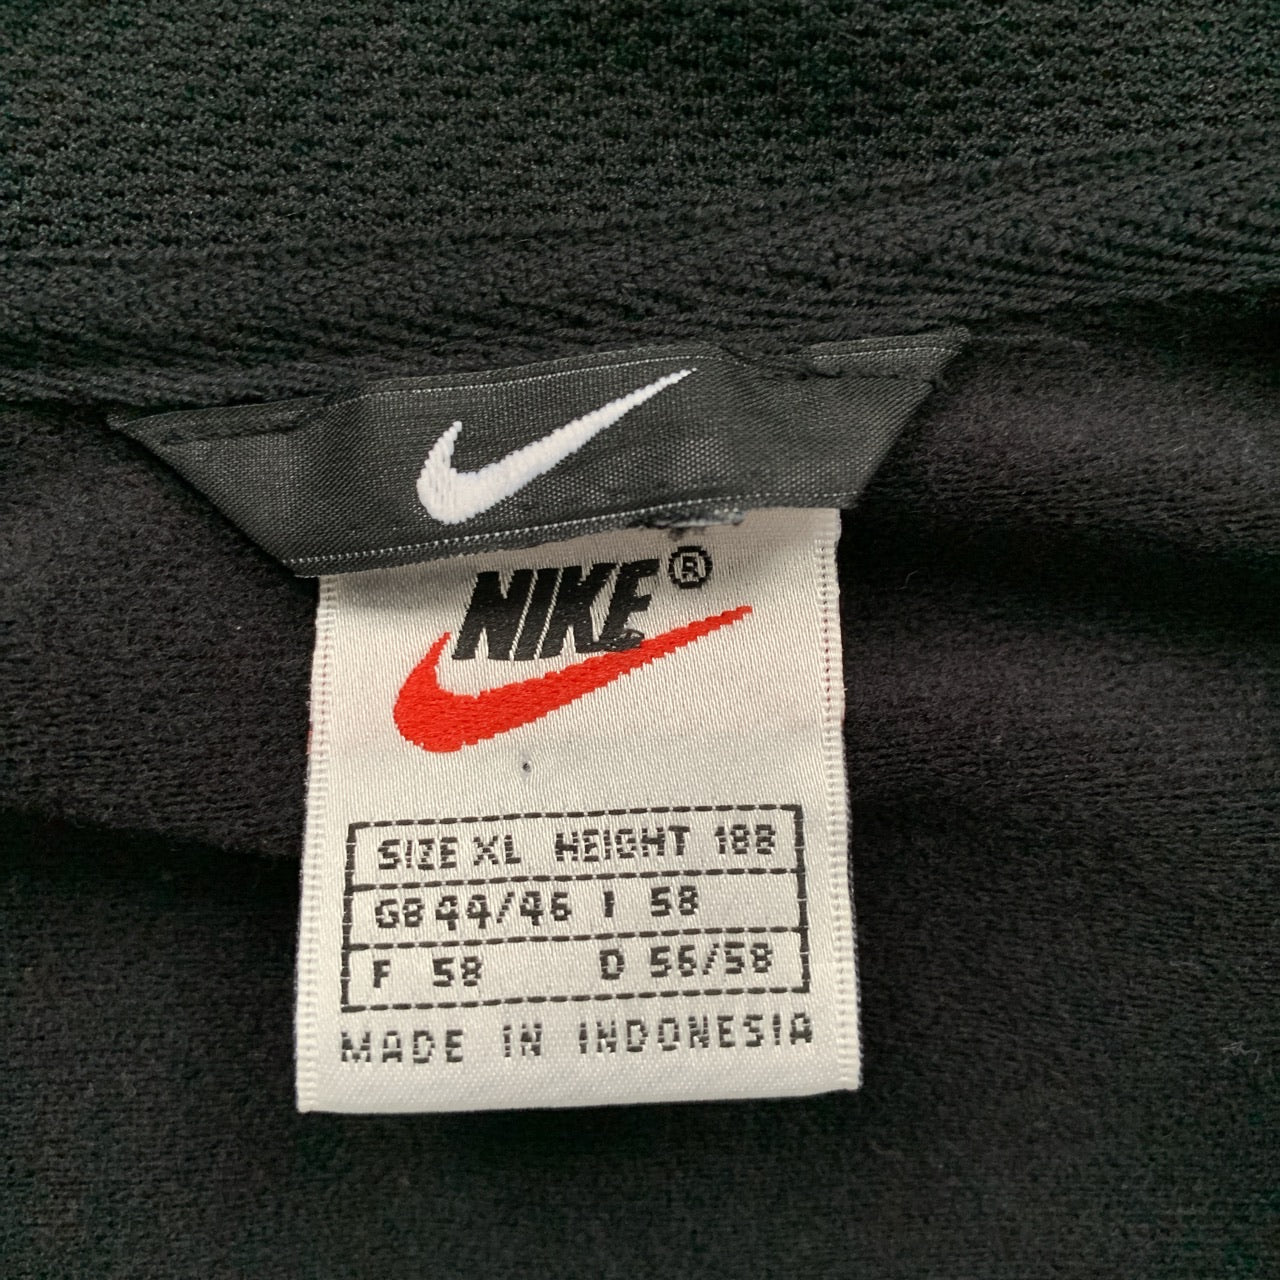 NIKE®
SIZE XL HEIGHT 188
GB 44/46 I 58
F 58 D 56/58
MADE IN INDONESIA